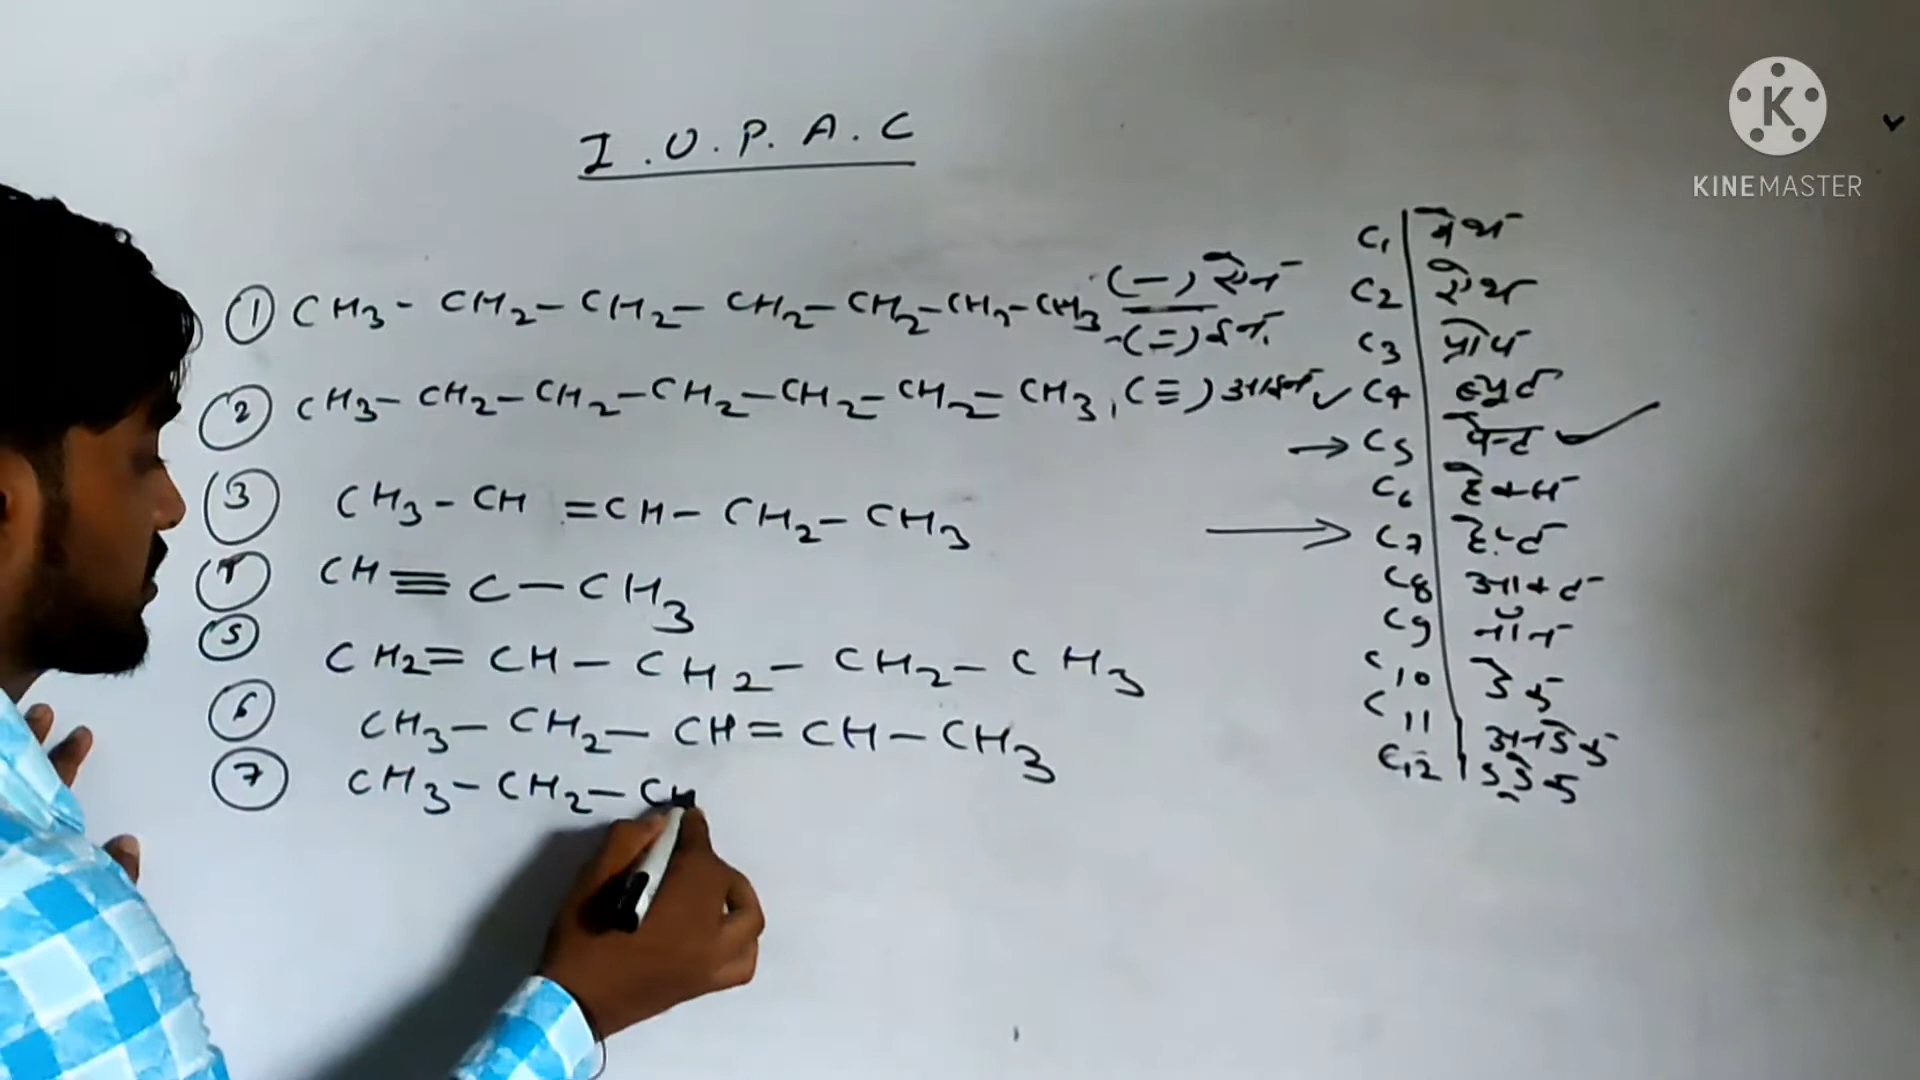 I.U.P.A.C
K
KINEMASTER
① CH3 - CH2 - CH2 - CH2 - CH2 - CH2 - CH3 (—) ऐन
(=) ईन
② CH3 - CH2 - CH2 - CH2 - CH2 - CH2 - CH3, (≡) आईन ✓
③ CH3 - CH = CH - CH2 - CH3
④ CH ≡ C - CH3
⑤ CH2 = CH - CH2 - CH2 - CH3
⑥ CH3 - CH2 - CH = CH - CH3
⑦ CH3 - CH2 - CH
C1 | मेथ
C2 | ऐथ
C3 | प्रोप
C4 | ब्युट
→ C5 | पेन्ट ✓
C6 | हेक्स
→ C7 | हेप्ट
C8 | आक्ट
C9 | नॉन
C10 | डेक
C11 | अनडेक
C12 | डुडेक